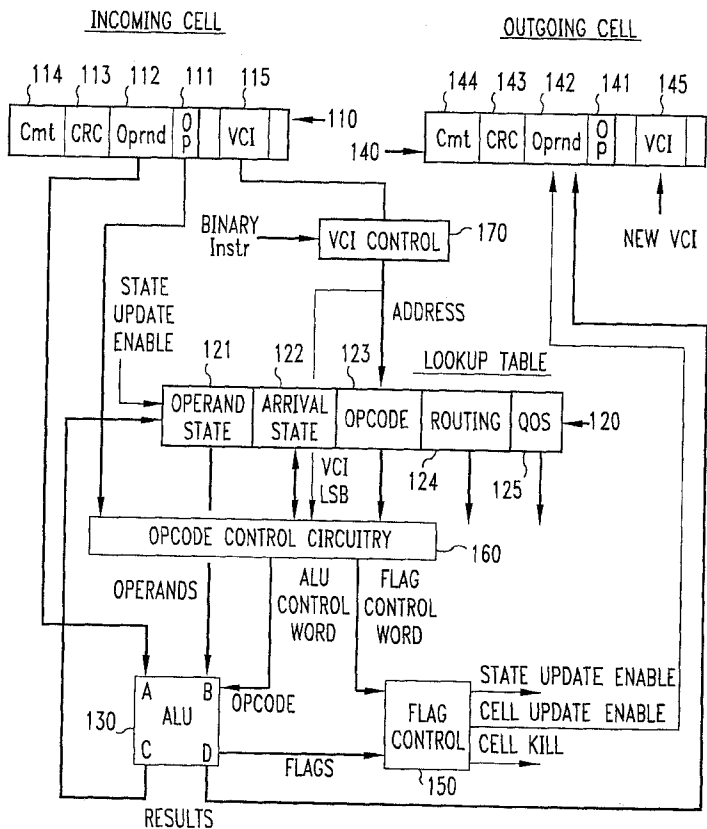 INCOMING CELL
OUTGOING CELL
114 113 112 111 115
144 143 142 141 145
Cmt CRC Oprnd OP VCI
110
140
Cmt CRC Oprnd OP VCI
BINARY
Instr
VCI CONTROL
170
NEW VCI
STATE
UPDATE
ENABLE
ADDRESS
121 122 123
LOOKUP TABLE
OPERAND
STATE
ARRIVAL
STATE
OPCODE
ROUTING
QOS
120
VCI
LSB
124
125
OPCODE CONTROL CIRCUITRY
160
OPERANDS
ALU
CONTROL
WORD
FLAG
CONTROL
WORD
A B
ALU
C D
130
OPCODE
FLAG
CONTROL
150
STATE UPDATE ENABLE
CELL UPDATE ENABLE
CELL KILL
FLAGS
RESULTS